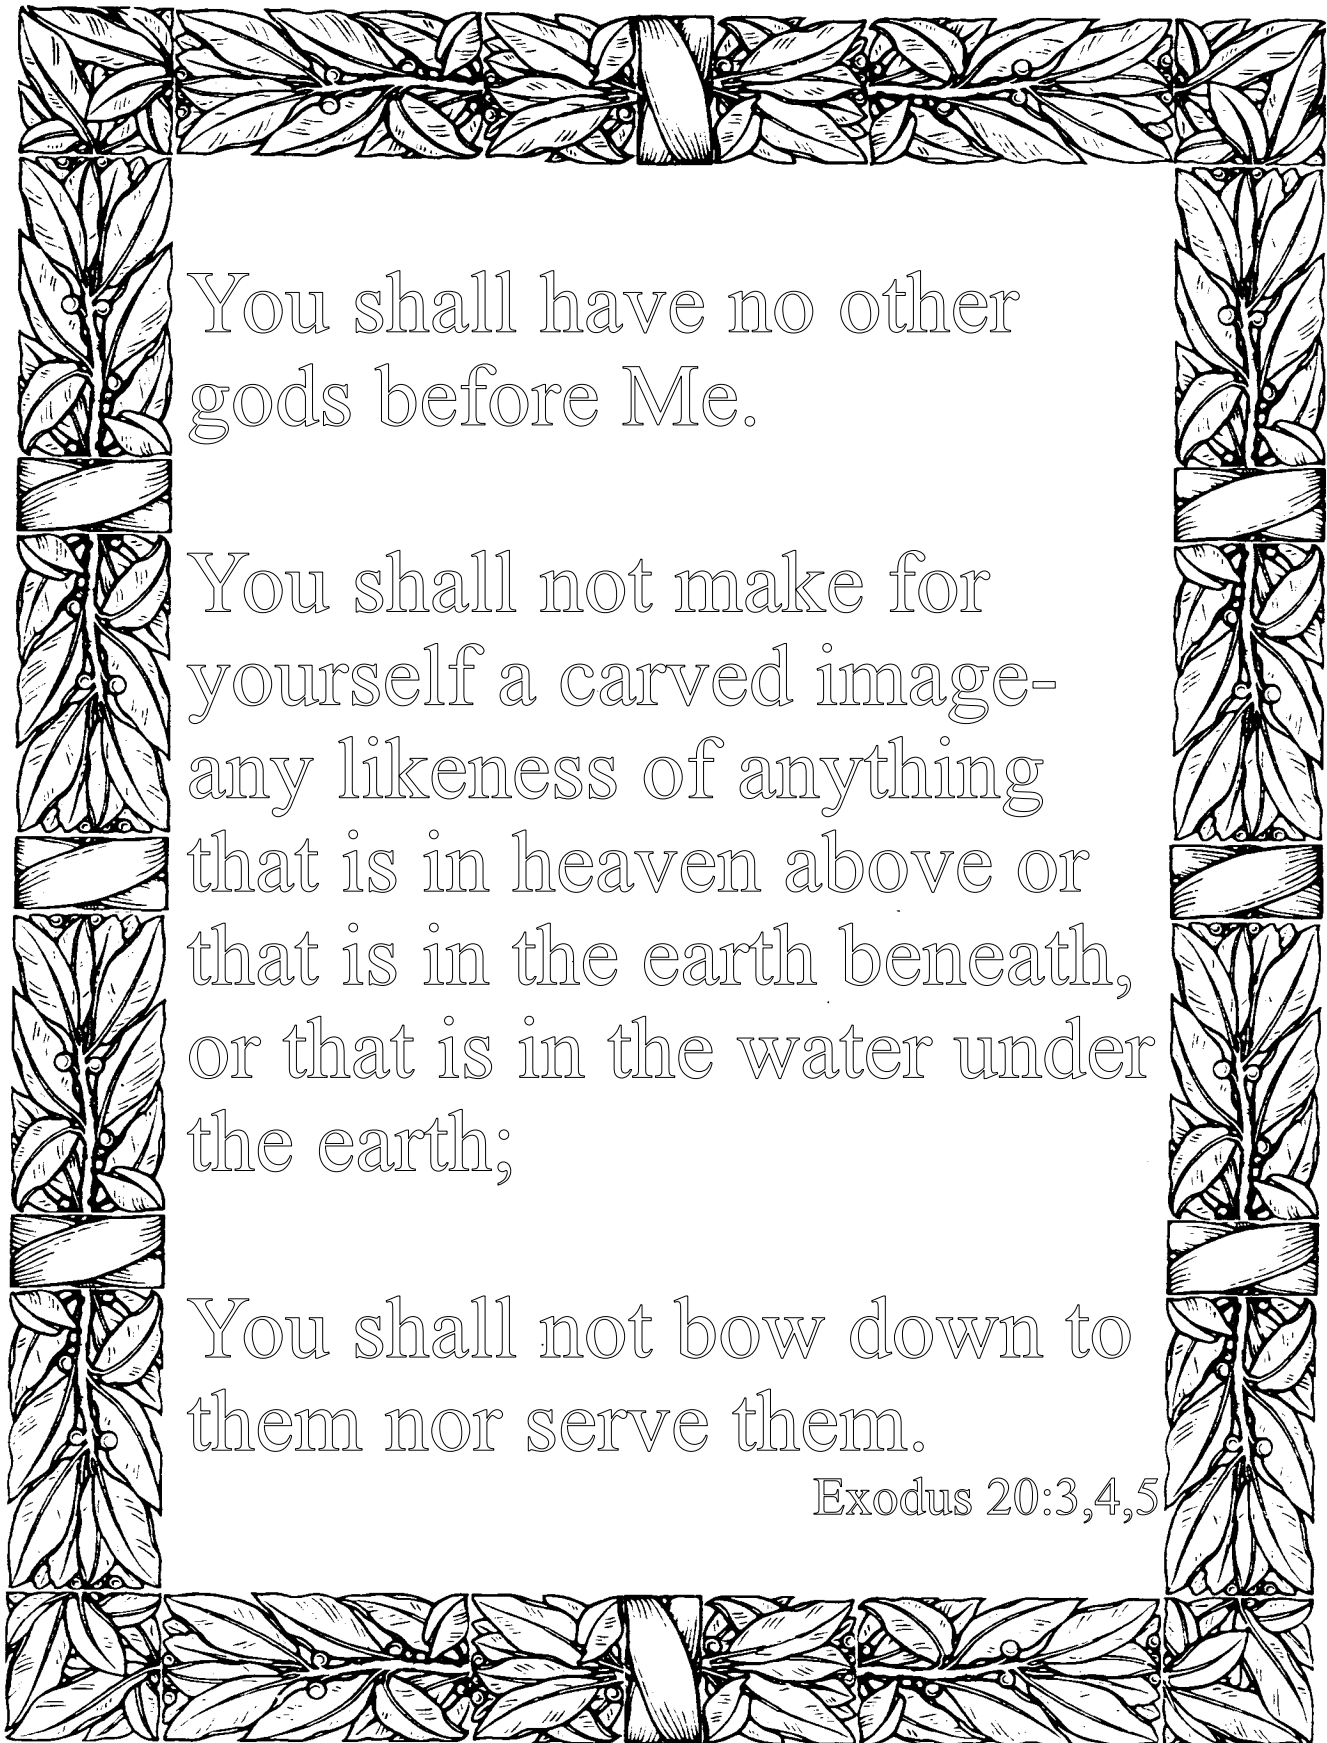 You shall have no other
gods before Me.
You shall not make for
yourself a carved image-
any likeness of anything
that is in heaven above or
that is in the earth beneath,
or that is in the water under
the earth;
You shall not bow down to
them nor serve them.
Exodus 20:3,4,5